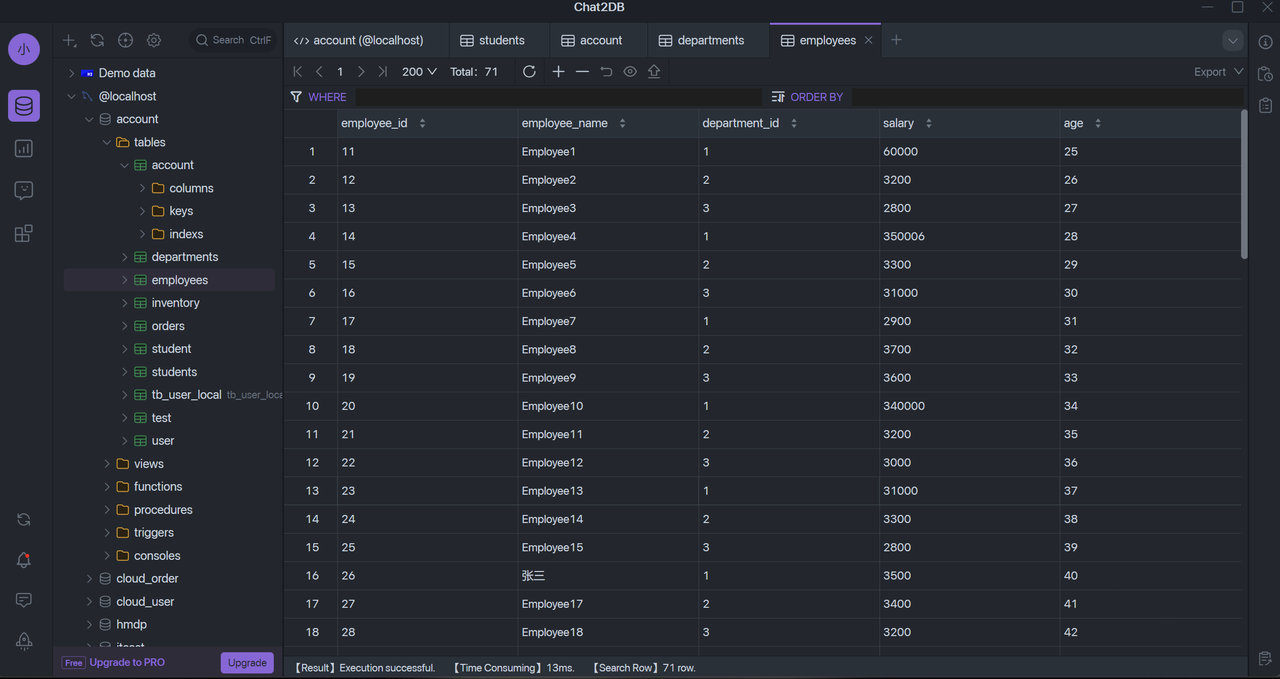 Chat2DB
小
Search CtrlF
Demo data
@localhost
account
tables
account
columns
keys
indexs
departments
employees
inventory
orders
student
students
tb_user_local tb_user_loca
test
user
views
functions
procedures
triggers
consoles
cloud_order
cloud_user
hmdp
Free Upgrade to PRO Upgrade
</> account (@localhost) students account departments employees
1 200 Total: 71 Export
WHERE ORDER BY
employee_id employee_name department_id salary age
1 11 Employee1 1 60000 25
2 12 Employee2 2 3200 26
3 13 Employee3 3 2800 27
4 14 Employee4 1 350006 28
5 15 Employee5 2 3300 29
6 16 Employee6 3 31000 30
7 17 Employee7 1 2900 31
8 18 Employee8 2 3700 32
9 19 Employee9 3 3600 33
10 20 Employee10 1 340000 34
11 21 Employee11 2 3200 35
12 22 Employee12 3 3000 36
13 23 Employee13 1 31000 37
14 24 Employee14 2 3300 38
15 25 Employee15 3 2800 39
16 26 张三 1 3500 40
17 27 Employee17 2 3400 41
18 28 Employee18 3 3200 42
【Result】Execution successful. 【Time Consuming】13ms. 【Search Row】71 row.